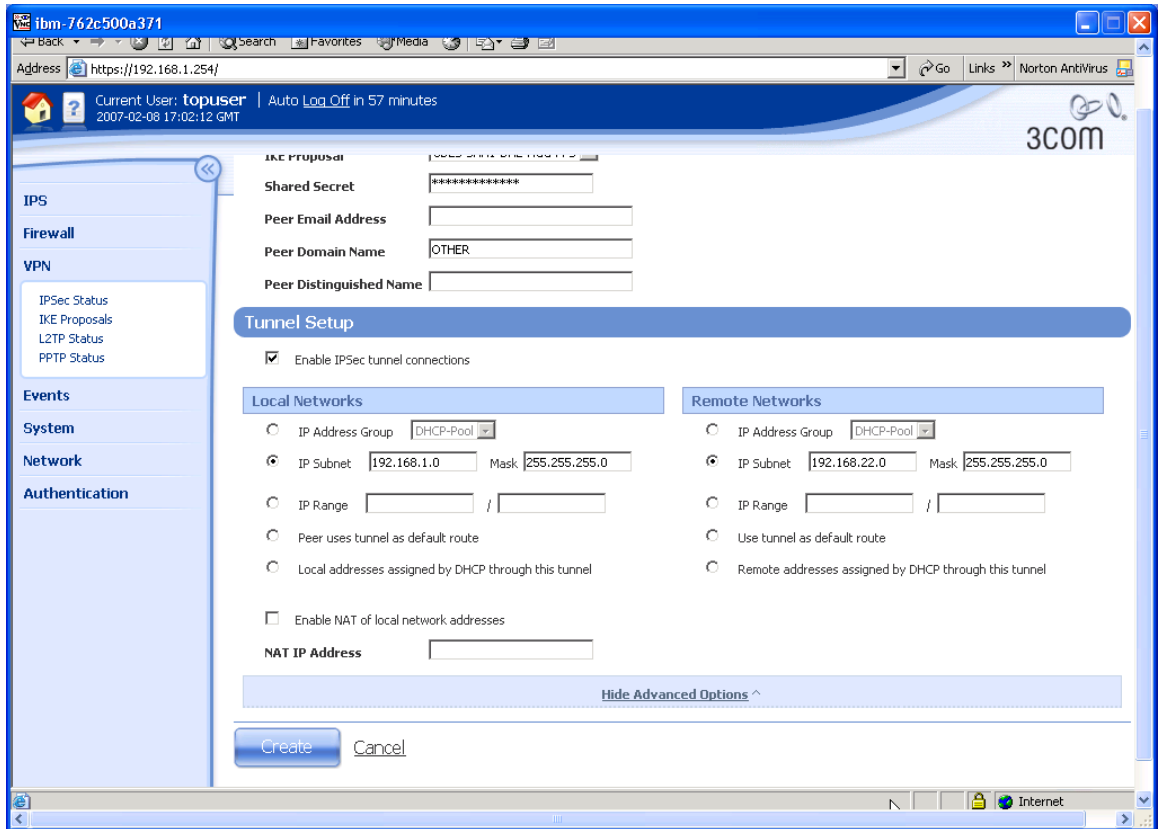 ibm-762c500a371
Back Search Favorites Media
Address https://192.168.1.254/ Go Links » Norton AntiVirus
Current User: topuser | Auto Log Off in 57 minutes
2007-02-08 17:02:12 GMT
3com
IKE Proposal
Shared Secret *************
Peer Email Address
Peer Domain Name OTHER
Peer Distinguished Name
IPS
Firewall
VPN
IPSec Status
IKE Proposals
L2TP Status
PPTP Status
Events
System
Network
Authentication
Tunnel Setup
Enable IPSec tunnel connections
Local Networks
IP Address Group DHCP-Pool
IP Subnet 192.168.1.0 Mask 255.255.255.0
IP Range /
Peer uses tunnel as default route
Local addresses assigned by DHCP through this tunnel
Remote Networks
IP Address Group DHCP-Pool
IP Subnet 192.168.22.0 Mask 255.255.255.0
IP Range /
Use tunnel as default route
Remote addresses assigned by DHCP through this tunnel
Enable NAT of local network addresses
NAT IP Address
Hide Advanced Options ^
Create Cancel
Internet